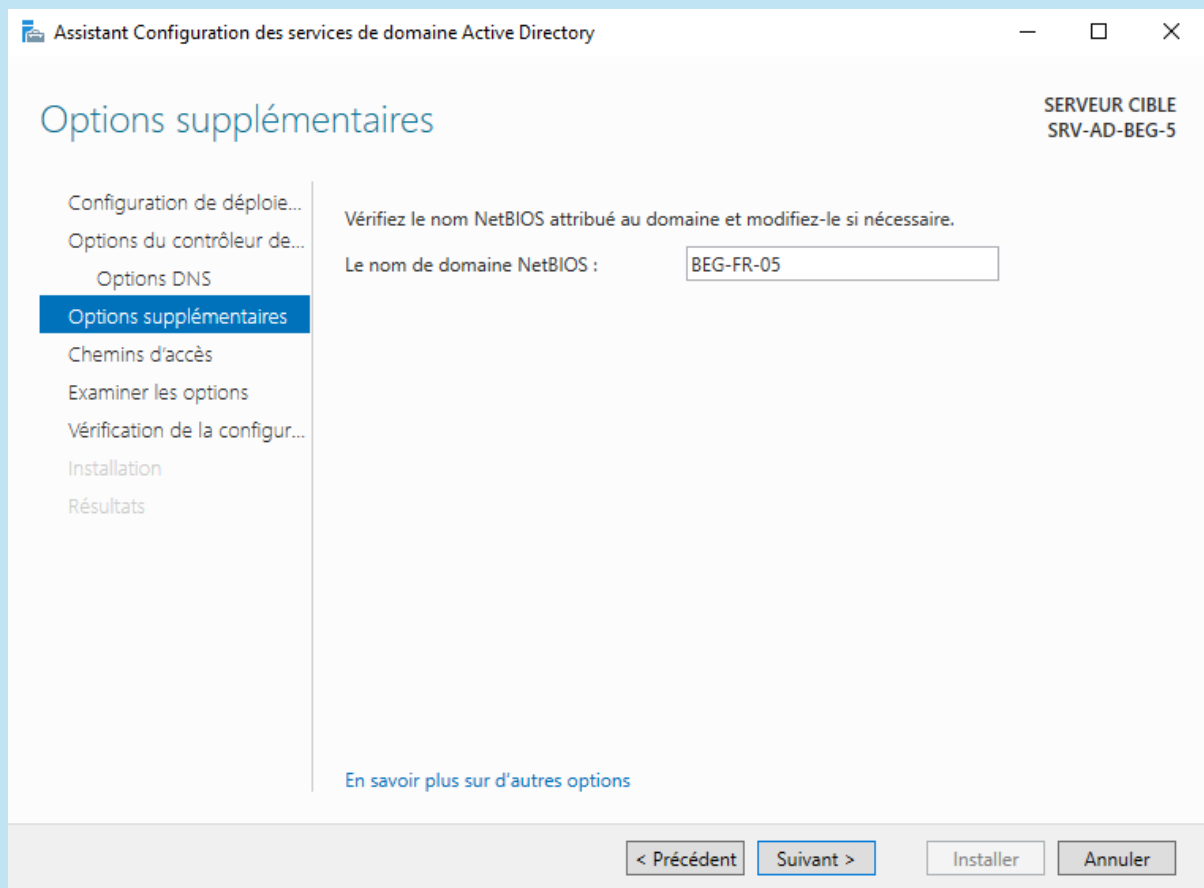 Assistant Configuration des services de domaine Active Directory
Options supplémentaires
SERVEUR CIBLE
SRV-AD-BEG-5
Configuration de déploie...
Options du contrôleur de...
Options DNS
Options supplémentaires
Chemins d'accès
Examiner les options
Vérification de la configur...
Installation
Résultats
Vérifiez le nom NetBIOS attribué au domaine et modifiez-le si nécessaire.
Le nom de domaine NetBIOS : BEG-FR-05
En savoir plus sur d'autres options
< Précédent Suivant > Installer Annuler